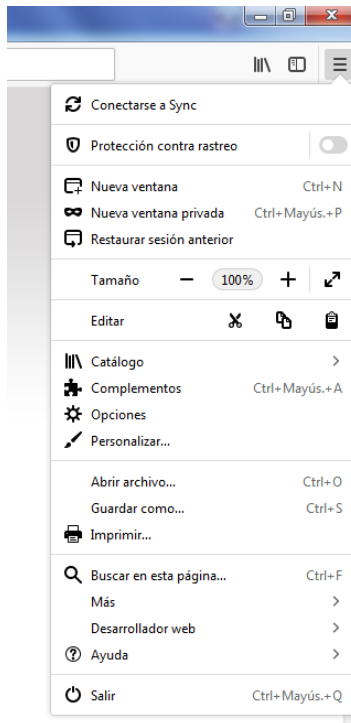 Conectarse a Sync
Protección contra rastreo
Nueva ventana Ctrl+N
Nueva ventana privada Ctrl+Mayús.+P
Restaurar sesión anterior
Tamaño 100%
Editar
Catálogo
Complementos Ctrl+Mayús.+A
Opciones
Personalizar...
Abrir archivo... Ctrl+O
Guardar como... Ctrl+S
Imprimir...
Buscar en esta página... Ctrl+F
Más
Desarrollador web
Ayuda
Salir Ctrl+Mayús.+Q